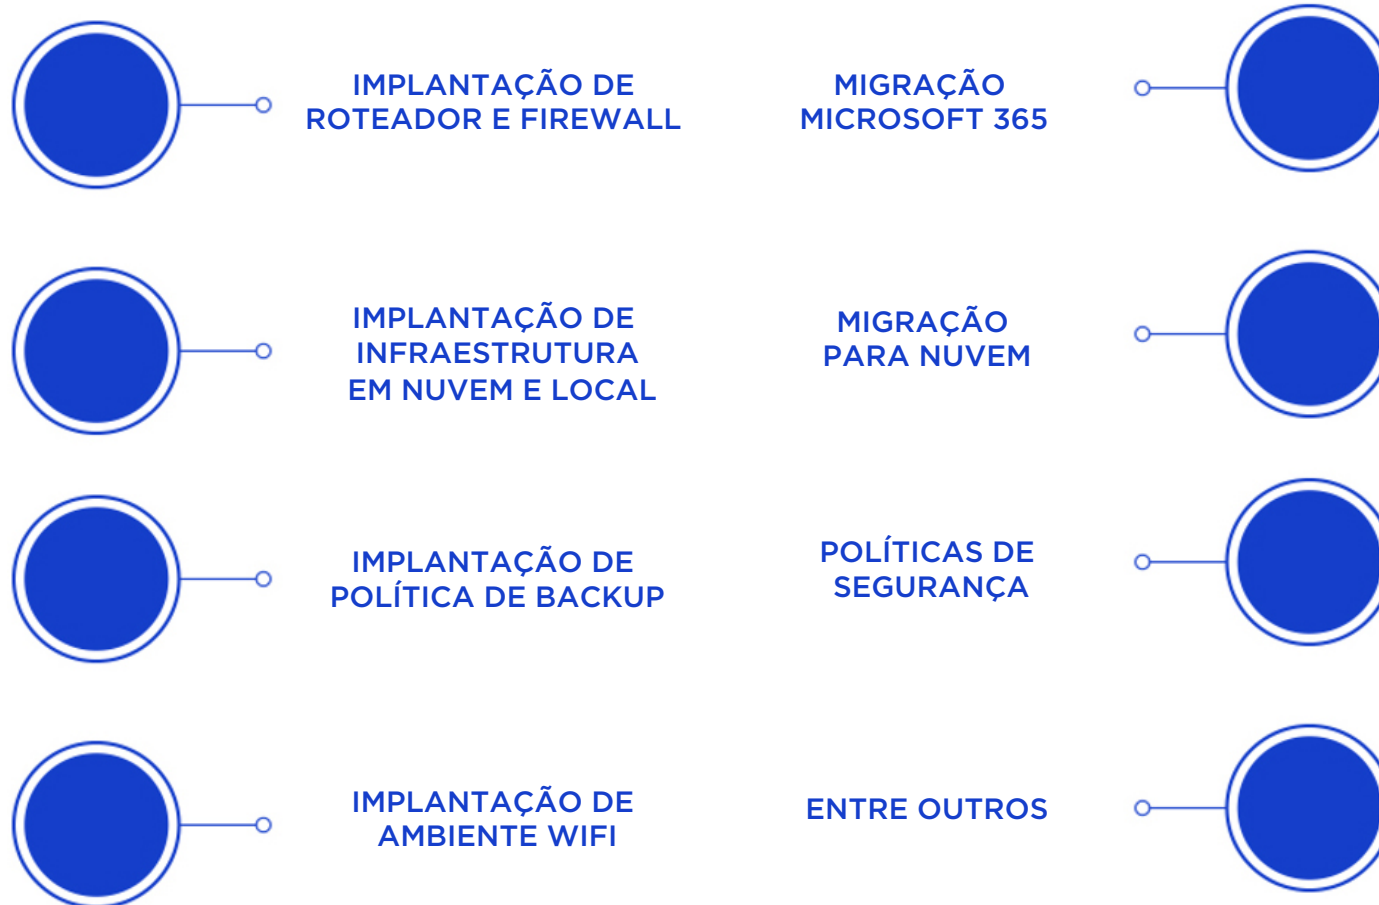 IMPLANTAÇÃO DE
ROTEADOR E FIREWALL
MIGRAÇÃO
MICROSOFT 365
IMPLANTAÇÃO DE
INFRAESTRUTURA
EM NUVEM E LOCAL
MIGRAÇÃO
PARA NUVEM
IMPLANTAÇÃO DE
POLÍTICA DE BACKUP
POLÍTICAS DE
SEGURANÇA
IMPLANTAÇÃO DE
AMBIENTE WIFI
ENTRE OUTROS